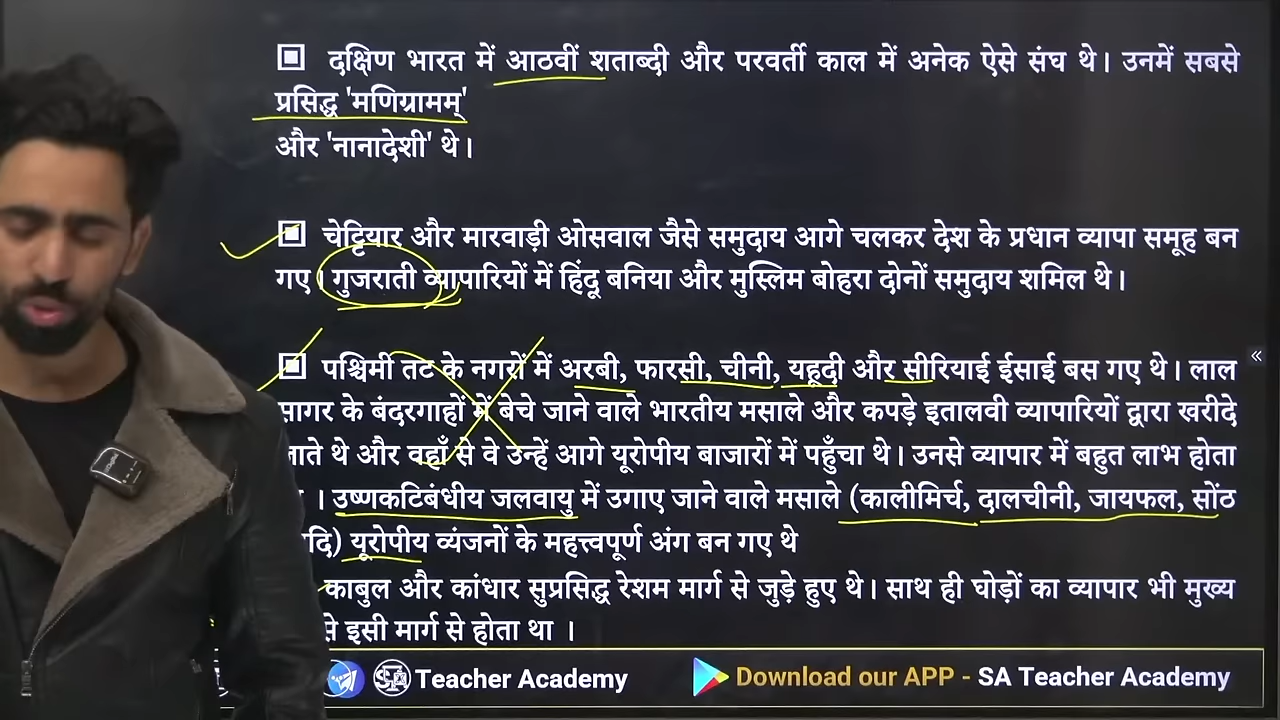 दक्षिण भारत में आठवीं शताब्दी और परवर्ती काल में अनेक ऐसे संघ थे। उनमें सबसे
प्रसिद्ध 'मणिग्रामम्'
और 'नानादेशी' थे।
चेट्टियार और मारवाड़ी ओसवाल जैसे समुदाय आगे चलकर देश के प्रधान व्यापा समूह बन
गए। गुजराती व्यापारियों में हिंदू बनिया और मुस्लिम बोहरा दोनों समुदाय शमिल थे।
पश्चिमी तट के नगरों में अरबी, फारसी, चीनी, यहूदी और सीरियाई ईसाई बस गए थे। लाल
सागर के बंदरगाहों में बेचे जाने वाले भारतीय मसाले और कपड़े इतालवी व्यापारियों द्वारा खरीदे
थे और वहाँ से वे उन्हें आगे यूरोपीय बाजारों में पहुँचा थे। उनसे व्यापार में बहुत लाभ होता
। उष्णकटिबंधीय जलवायु में उगाए जाने वाले मसाले (कालीमिर्च, दालचीनी, जायफल, सोंठ
यूरोपीय व्यंजनों के महत्त्वपूर्ण अंग बन गए थे
काबुल और कांधार सुप्रसिद्ध रेशम मार्ग से जुड़े हुए थे। साथ ही घोड़ों का व्यापार भी मुख्य
से इसी मार्ग से होता था ।
Teacher Academy Download our APP - SA Teacher Academy